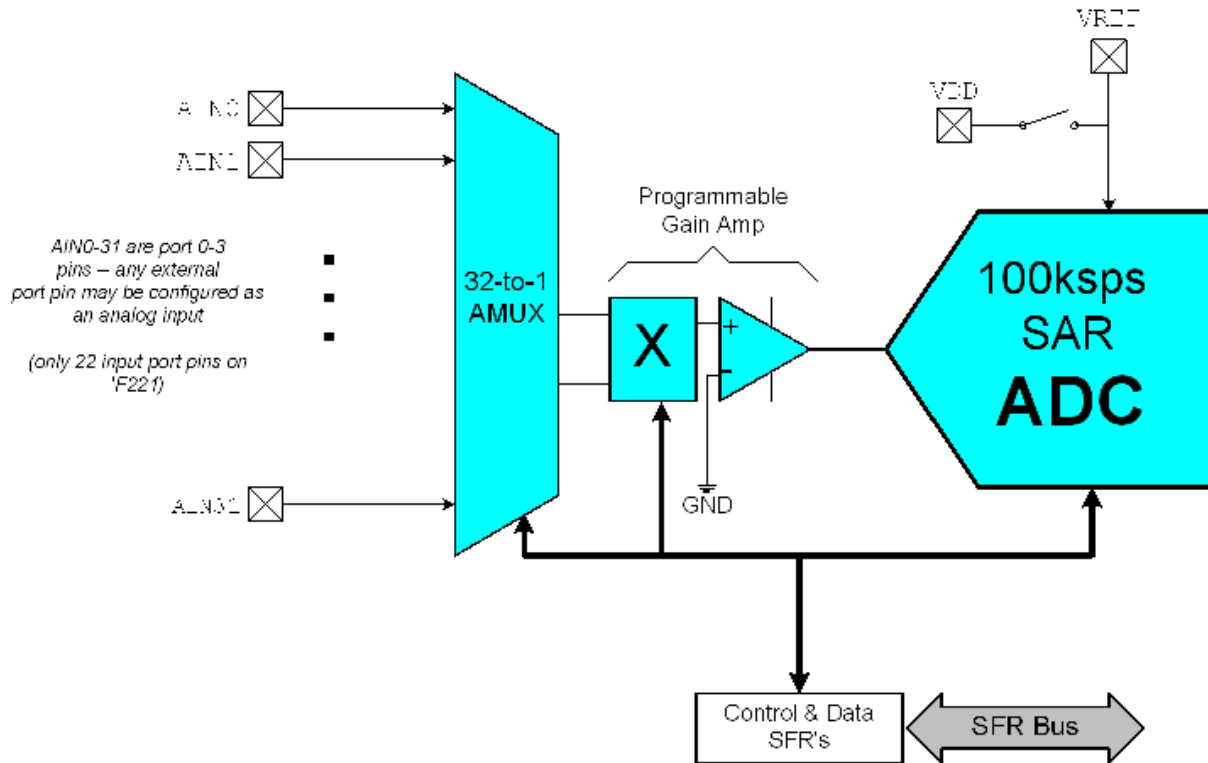 VREF
VDD
AIN0
AIN1
Programmable
Gain Amp
AIN0-31 are port 0-3
pins – any external
port pin may be configured as
an analog input
(only 22 input port pins on
'F221)
32-to-1
AMUX
X
+
-
100ksps
SAR
ADC
AIN31
GND
Control & Data
SFR's
SFR Bus